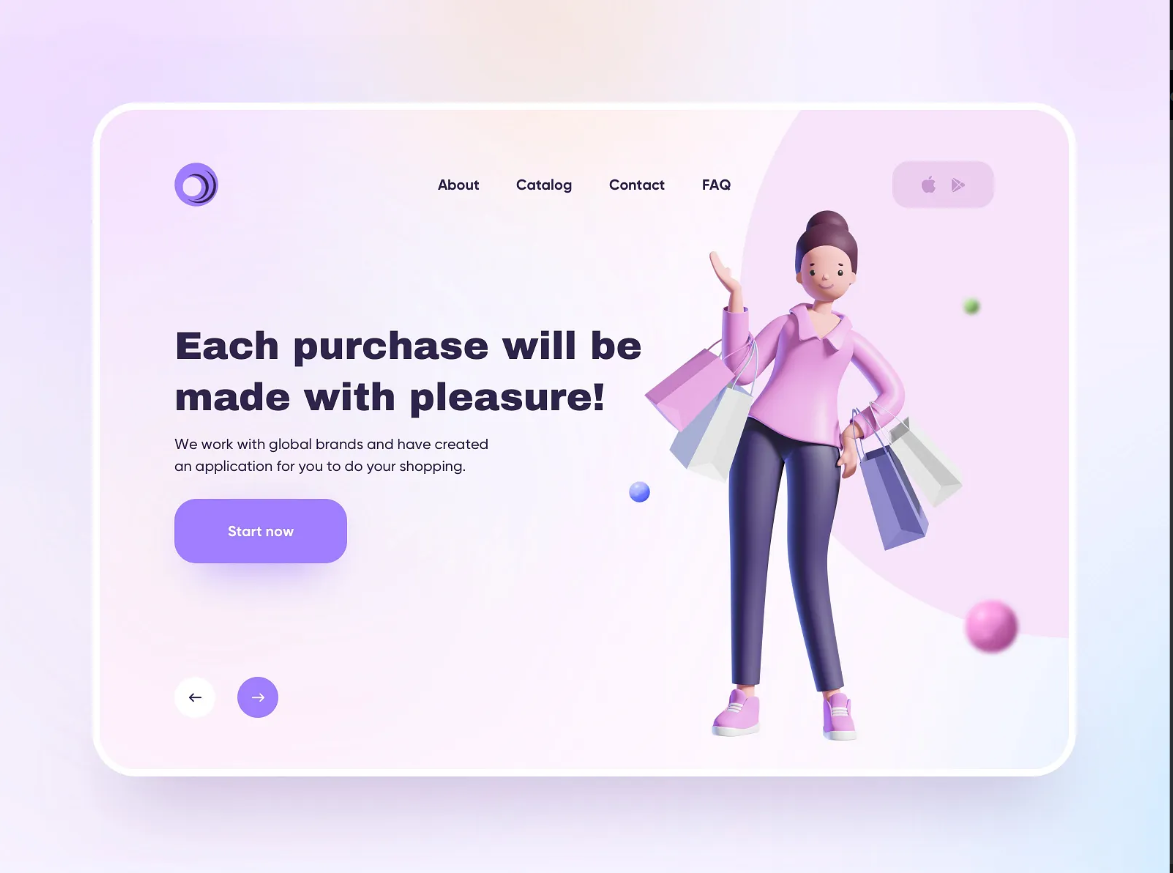 About Catalog Contact FAQ
Each purchase will be
made with pleasure!
We work with global brands and have created
an application for you to do your shopping.
Start now